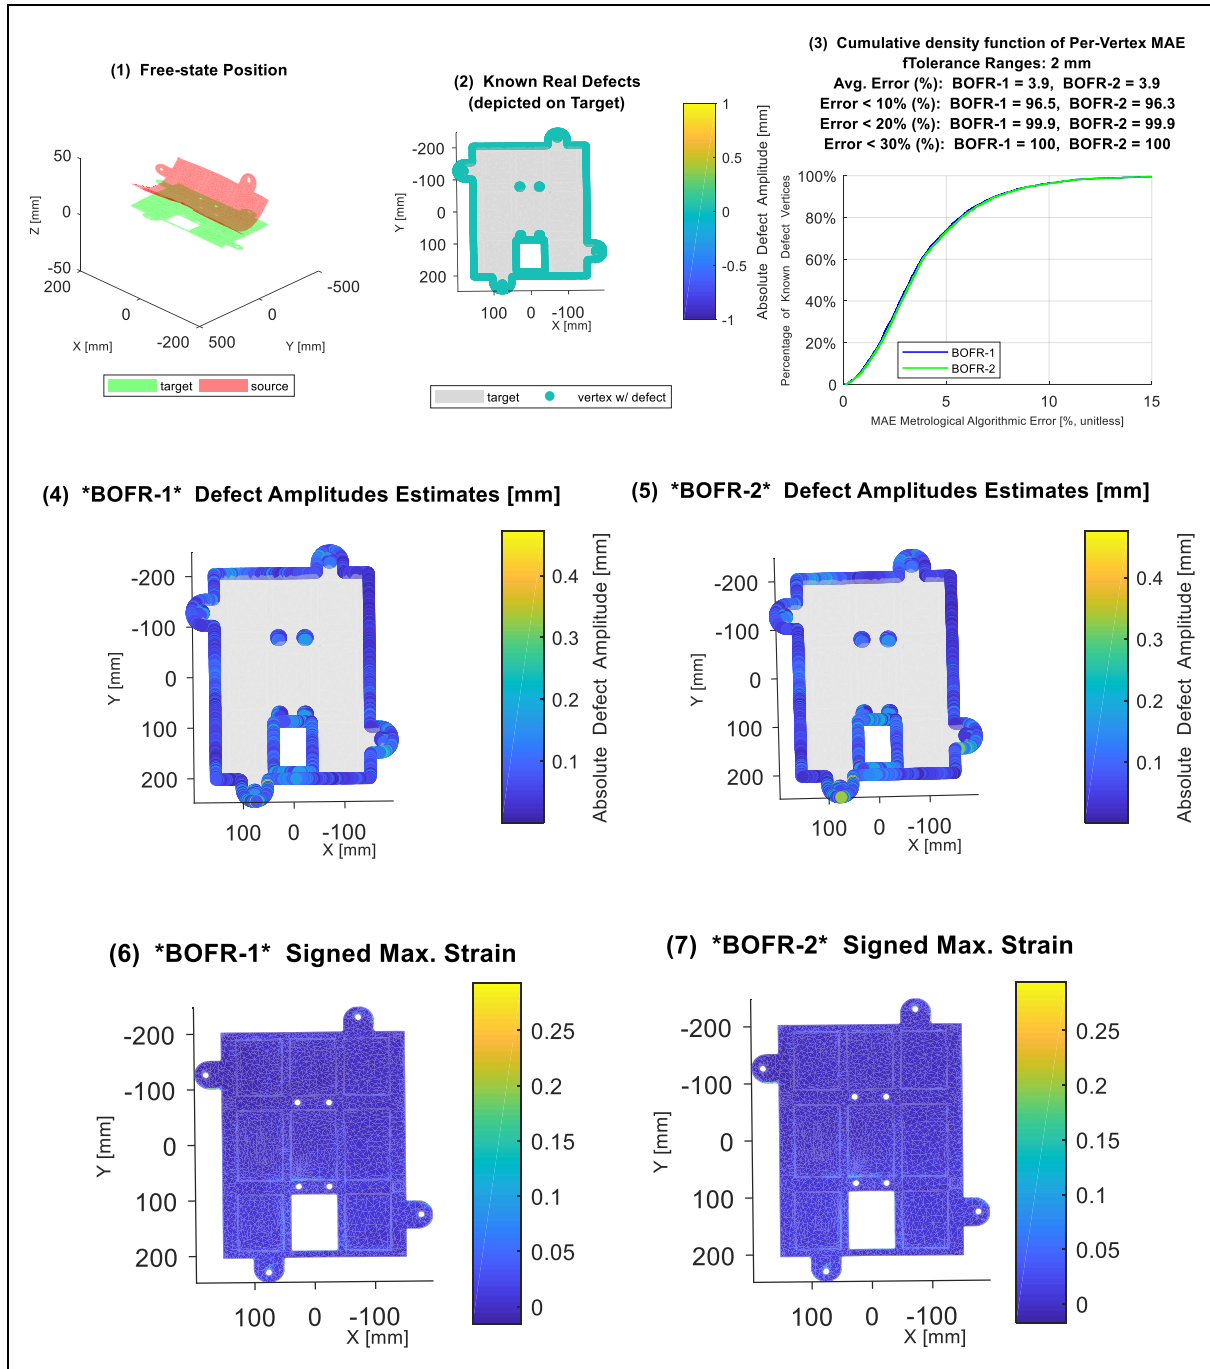 (1) Free-state Position
50
0
-50
Z [mm]
200
0
-200
X [mm]
500
0
-500
Y [mm]
target
source
(2) Known Real Defects
(depicted on Target)
-200
-100
0
100
200
Y [mm]
100 0 -100
X [mm]
1
0.5
0
-0.5
-1
Absolute Defect Amplitude [mm]
target
vertex w/ defect
(3) Cumulative density function of Per-Vertex MAE
fTolerance Ranges: 2 mm
Avg. Error (%): BOFR-1 = 3.9, BOFR-2 = 3.9
Error < 10% (%): BOFR-1 = 96.5, BOFR-2 = 96.3
Error < 20% (%): BOFR-1 = 99.9, BOFR-2 = 99.9
Error < 30% (%): BOFR-1 = 100, BOFR-2 = 100
100%
80%
60%
40%
20%
0
Percentage of Known Defect Vertices
BOFR-1
BOFR-2
0 5 10 15
MAE Metrological Algorithmic Error [%, unitless]
(4) *BOFR-1* Defect Amplitudes Estimates [mm]
-200
-100
0
100
200
Y [mm]
100 0 -100
X [mm]
0.4
0.3
0.2
0.1
Absolute Defect Amplitude [mm]
(5) *BOFR-2* Defect Amplitudes Estimates [mm]
-200
-100
0
100
200
Y [mm]
100 0 -100
X [mm]
0.4
0.3
0.2
0.1
Absolute Defect Amplitude [mm]
(6) *BOFR-1* Signed Max. Strain
-200
-100
0
100
200
Y [mm]
100 0 -100
X [mm]
0.25
0.2
0.15
0.1
0.05
0
(7) *BOFR-2* Signed Max. Strain
-200
-100
0
100
200
Y [mm]
100 0 -100
X [mm]
0.25
0.2
0.15
0.1
0.05
0